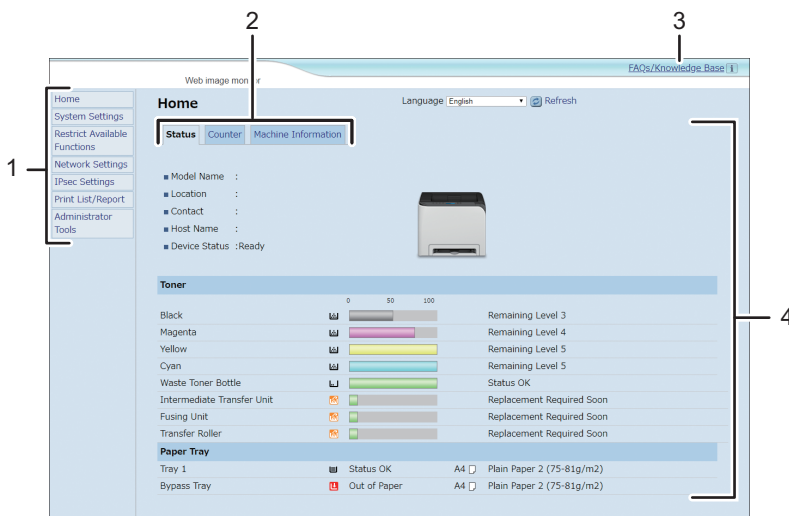 2
3
FAQs/Knowledge Base
Web image monitor
Home
System Settings
Restrict Available
Functions
Network Settings
IPsec Settings
Print List/Report
Administrator
Tools
1
Home
Language English Refresh
Status Counter Machine Information
Model Name :
Location :
Contact :
Host Name :
Device Status :Ready
4
Toner
0 50 100
Black Remaining Level 3
Magenta Remaining Level 4
Yellow Remaining Level 5
Cyan Remaining Level 5
Waste Toner Bottle Status OK
Intermediate Transfer Unit Replacement Required Soon
Fusing Unit Replacement Required Soon
Transfer Roller Replacement Required Soon
Paper Tray
Tray 1 Status OK A4 Plain Paper 2 (75-81g/m2)
Bypass Tray Out of Paper A4 Plain Paper 2 (75-81g/m2)